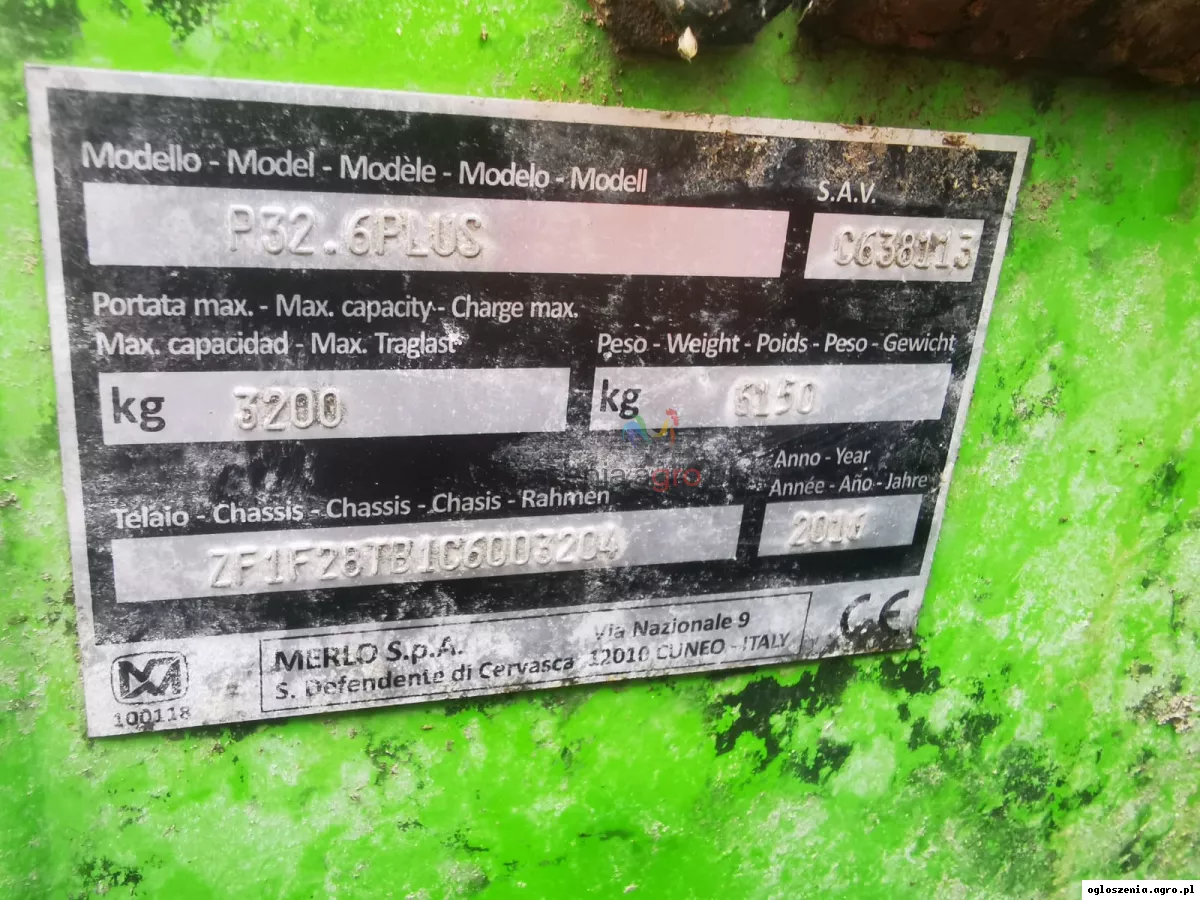 Modello - Model - Modèle - Modelo - Modell
S.A.V.
P32.6PLUS
C638113
Portata max. - Max. capacity - Charge max.
Max. capacidad - Max. Traglast
Peso - Weight - Poids - Peso - Gewicht
kg 3200
kg 6150
Anno - Year
Année - Año - Jahre
Telaio - Chassis - Chassis - Chasis - Rahmen
ZF1F28TB1C6003204
MERLO S.p.A.
S. Defendente di Cervasca
Via Nazionale 9
12010 CUNEO - ITALY
CE
100118
ogloszenia.agro.pl